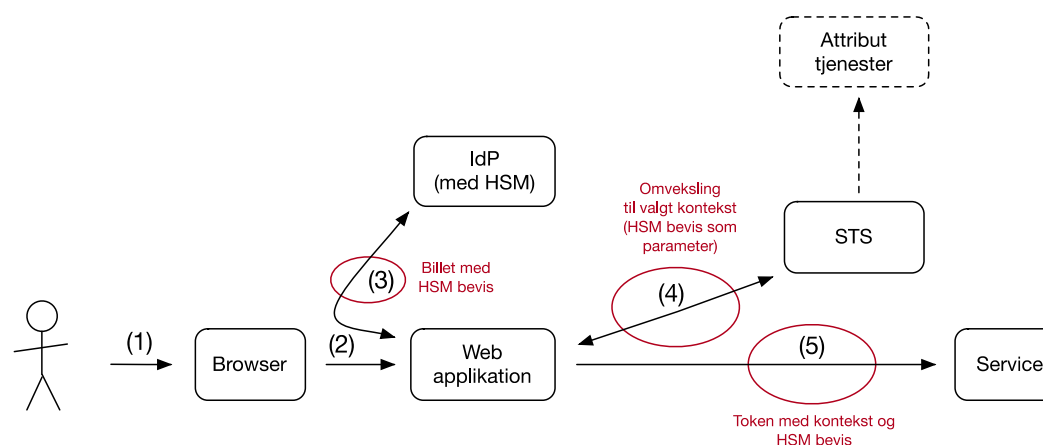 Attribut
tjenester
IdP
(med HSM)
Omveksling
til valgt kontekst
(HSM bevis som
parameter)
STS
(3)
Billet med
HSM bevis
(4)
(1)
Browser
(2)
Web
applikation
(5)
Service
Token med kontekst og
HSM bevis